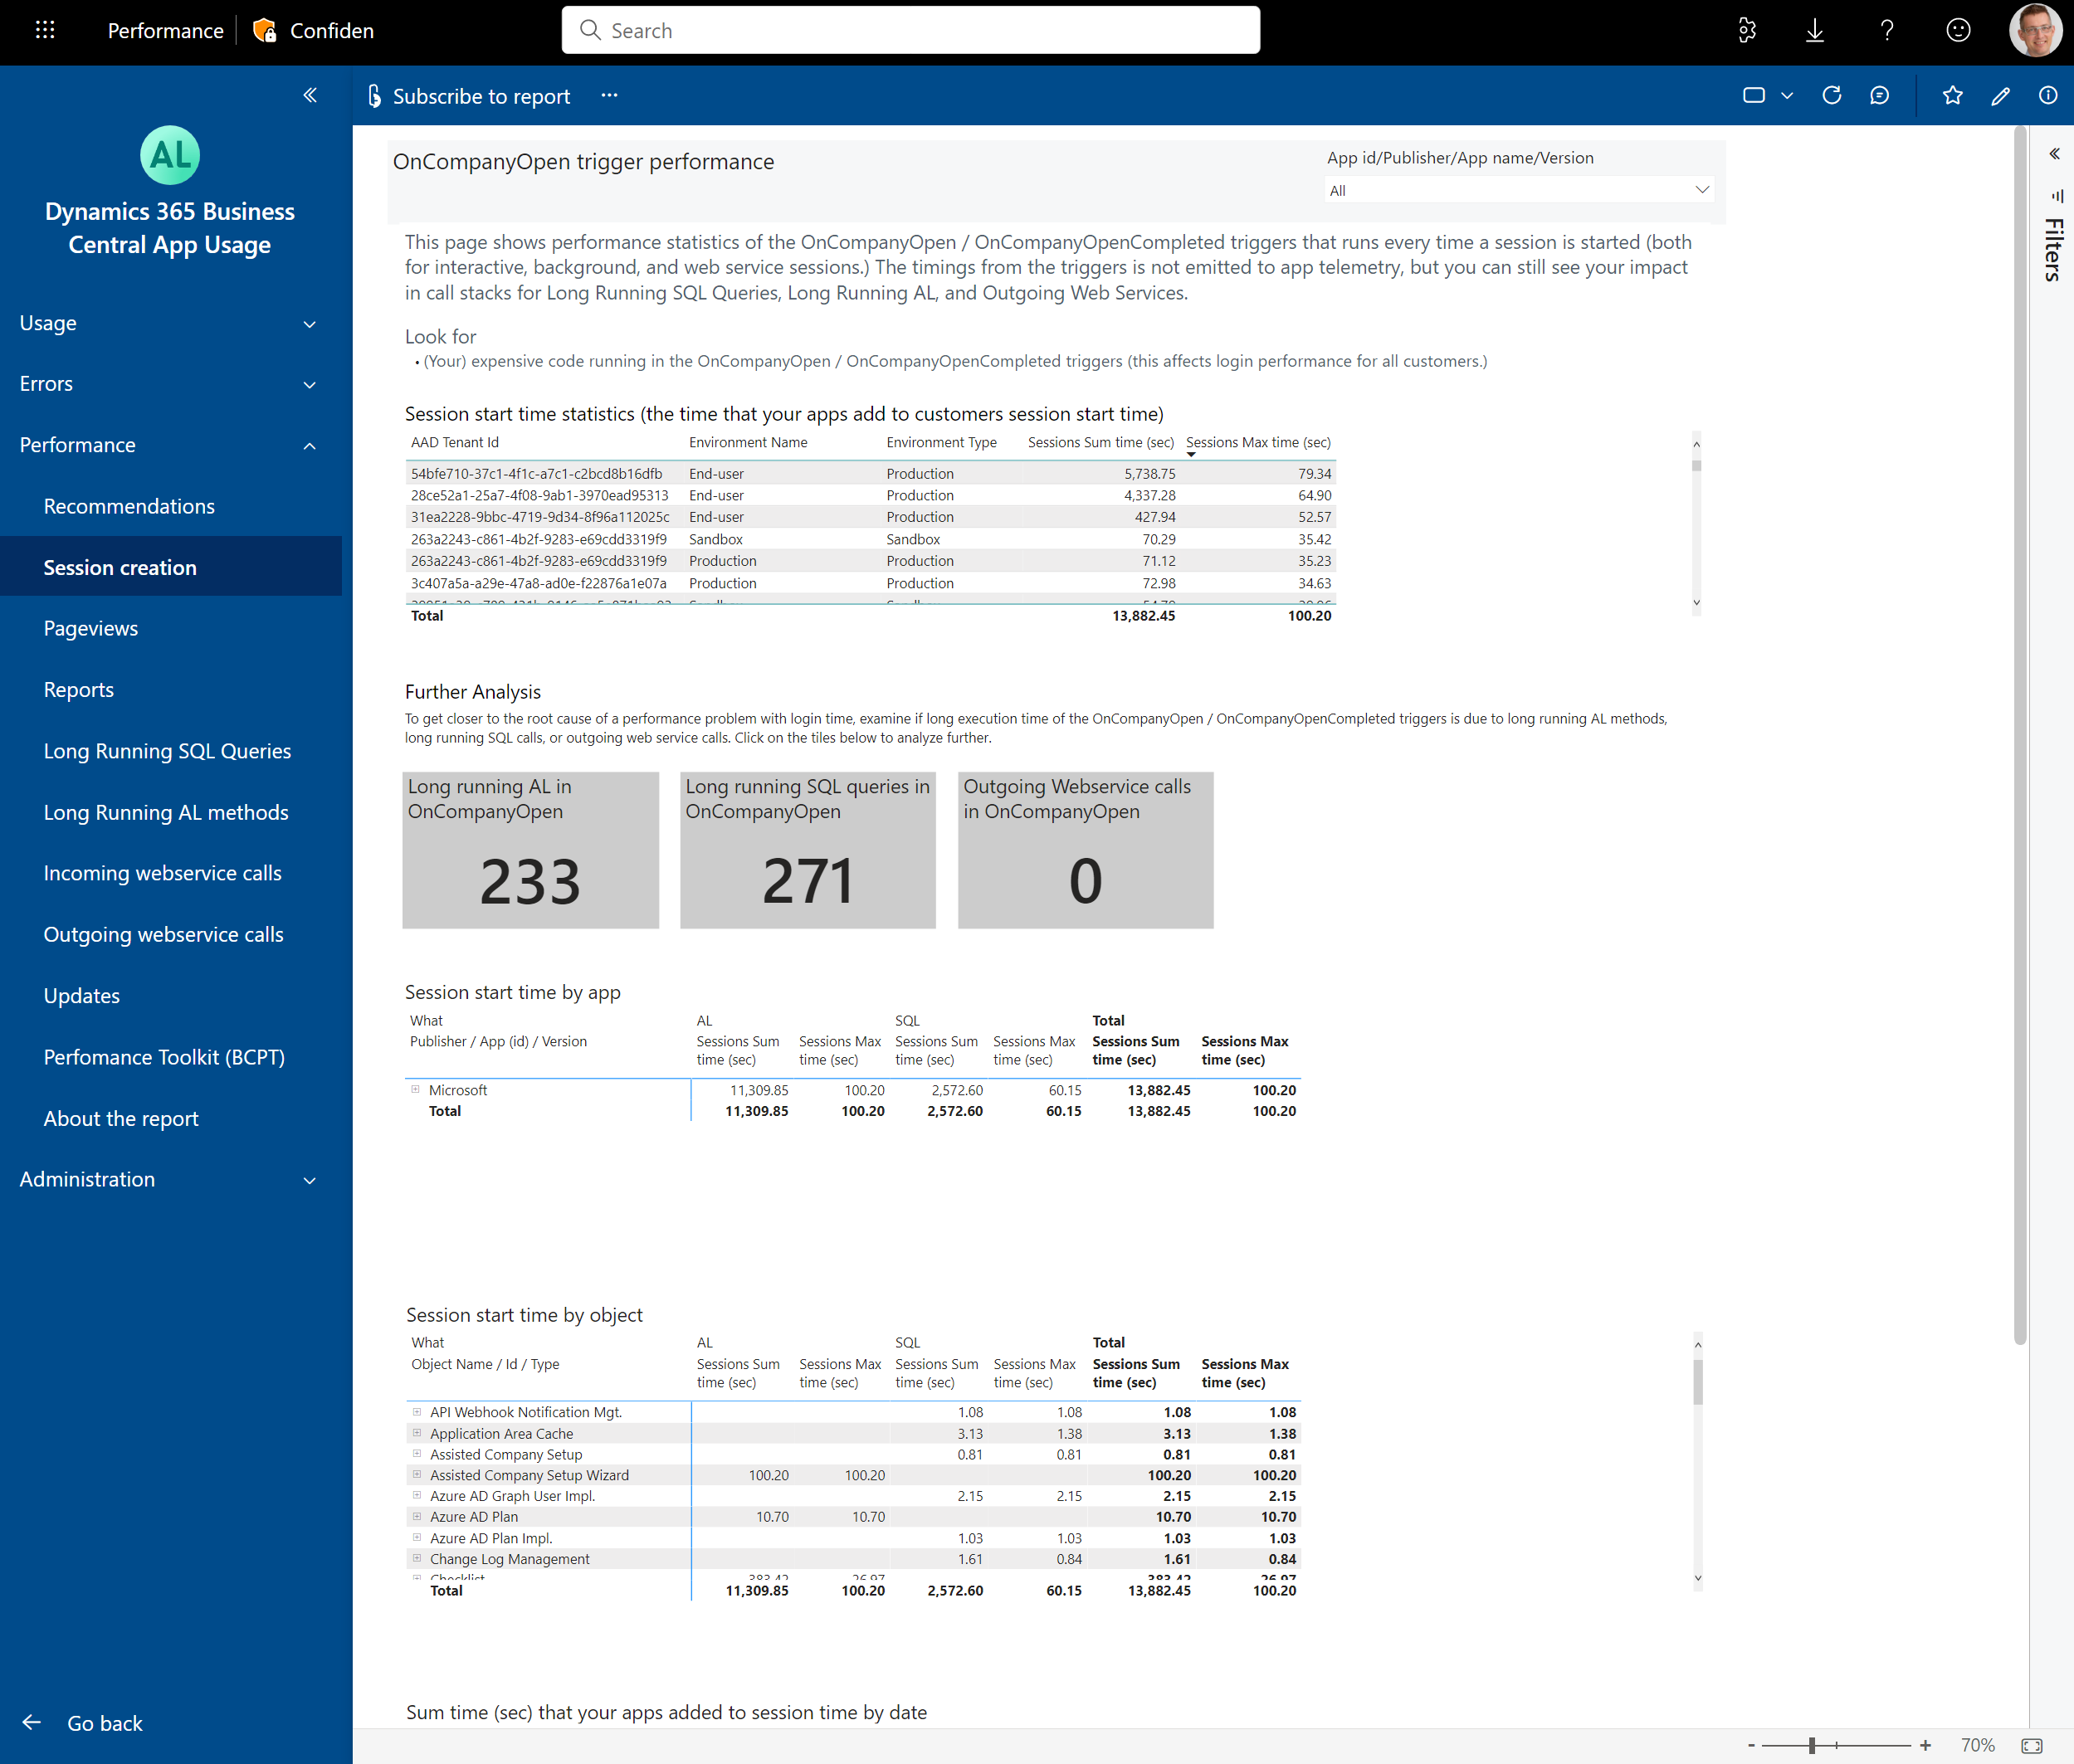 Performance
Confiden
Search
Subscribe to report
AL
Dynamics 365 Business
Central App Usage
Usage
Errors
Performance
Recommendations
Session creation
Pageviews
Reports
Long Running SQL Queries
Long Running AL methods
Incoming webservice calls
Outgoing webservice calls
Updates
Perfomance Toolkit (BCPT)
About the report
Administration
Go back
OnCompanyOpen trigger performance
App id/Publisher/App name/Version
All
Filters
This page shows performance statistics of the OnCompanyOpen / OnCompanyOpenCompleted triggers that runs every time a session is started (both
for interactive, background, and web service sessions.) The timings from the triggers is not emitted to app telemetry, but you can still see your impact
in call stacks for Long Running SQL Queries, Long Running AL, and Outgoing Web Services.
Look for
• (Your) expensive code running in the OnCompanyOpen / OnCompanyOpenCompleted triggers (this affects login performance for all customers.)
Session start time statistics (the time that your apps add to customers session start time)
AAD Tenant Id Environment Name Environment Type Sessions Sum time (sec) Sessions Max time (sec)
54bfe710-37c1-4f1c-a7c1-c2bcd8b16dfb End-user Production 5,738.75 79.34
28ce52a1-25a7-4f08-9ab1-3970ead95313 End-user Production 4,337.28 64.90
31ea2228-9bbc-4719-9d34-8f96a112025c End-user Production 427.94 52.57
263a2243-c861-4b2f-9283-e69cdd3319f9 Sandbox Sandbox 70.29 35.42
263a2243-c861-4b2f-9283-e69cdd3319f9 Production Production 71.12 35.23
3c407a5a-a29e-47a8-ad0e-f22876a1e07a Production Production 72.98 34.63
Total 13,882.45 100.20
Further Analysis
To get closer to the root cause of a performance problem with login time, examine if long execution time of the OnCompanyOpen / OnCompanyOpenCompleted triggers is due to long running AL methods,
long running SQL calls, or outgoing web service calls. Click on the tiles below to analyze further.
Long running AL in
OnCompanyOpen
233
Long running SQL queries in
OnCompanyOpen
271
Outgoing Webservice calls
in OnCompanyOpen
0
Session start time by app
What AL SQL Total
Publisher / App (id) / Version Sessions Sum Sessions Max Sessions Sum Sessions Max Sessions Sum Sessions Max
time (sec) time (sec) time (sec) time (sec) time (sec) time (sec)
Microsoft 11,309.85 100.20 2,572.60 60.15 13,882.45 100.20
Total 11,309.85 100.20 2,572.60 60.15 13,882.45 100.20
Session start time by object
What AL SQL Total
Object Name / Id / Type Sessions Sum Sessions Max Sessions Sum Sessions Max Sessions Sum Sessions Max
time (sec) time (sec) time (sec) time (sec) time (sec) time (sec)
API Webhook Notification Mgt. 1.08 1.08 1.08 1.08
Application Area Cache 3.13 1.38 3.13 1.38
Assisted Company Setup 0.81 0.81 0.81 0.81
Assisted Company Setup Wizard 100.20 100.20 100.20 100.20
Azure AD Graph User Impl. 2.15 2.15 2.15 2.15
Azure AD Plan 10.70 10.70 10.70 10.70
Azure AD Plan Impl. 1.03 1.03 1.03 1.03
Change Log Management 1.61 0.84 1.61 0.84
Checklist 383.42 26.97 383.42 26.97
Total 11,309.85 100.20 2,572.60 60.15 13,882.45 100.20
Sum time (sec) that your apps added to session time by date
- + 70%